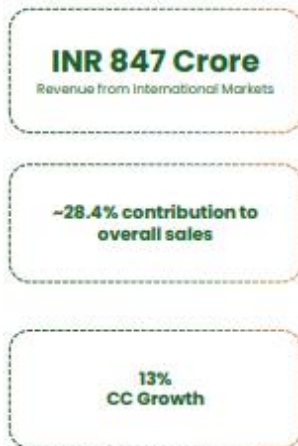 INR 847 Crore
Revenue from International Markets
~28.4% contribution to
overall sales
13%
CC Growth